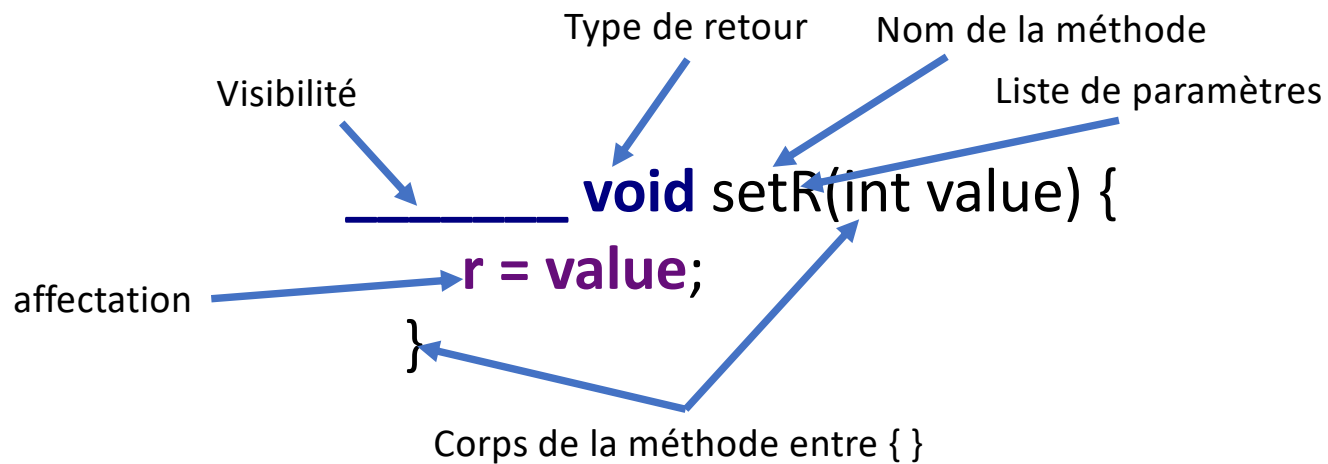 Type de retour
Nom de la méthode
Visibilité
Liste de paramètres
_______ void setR(int value) {
r = value;
affectation
}
Corps de la méthode entre { }